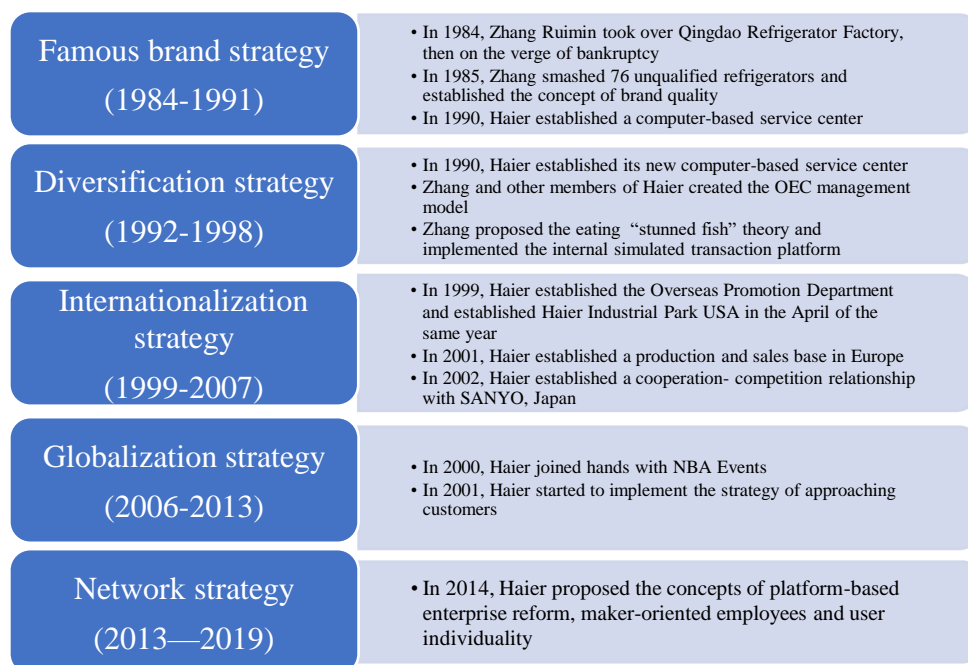 Famous brand strategy
(1984-1991)
• In 1984, Zhang Ruimin took over Qingdao Refrigerator Factory,
then on the verge of bankruptcy
• In 1985, Zhang smashed 76 unqualified refrigerators and
established the concept of brand quality
• In 1990, Haier established a computer-based service center
Diversification strategy
(1992-1998)
• In 1990, Haier established its new computer-based service center
• Zhang and other members of Haier created the OEC management
model
• Zhang proposed the eating “stunned fish” theory and
implemented the internal simulated transaction platform
Internationalization
strategy
(1999-2007)
• In 1999, Haier established the Overseas Promotion Department
and established Haier Industrial Park USA in the April of the
same year
• In 2001, Haier established a production and sales base in Europe
• In 2002, Haier established a cooperation- competition relationship
with SANYO, Japan
Globalization strategy
(2006-2013)
• In 2000, Haier joined hands with NBA Events
• In 2001, Haier started to implement the strategy of approaching
customers
Network strategy
(2013—2019)
• In 2014, Haier proposed the concepts of platform-based
enterprise reform, maker-oriented employees and user
individuality